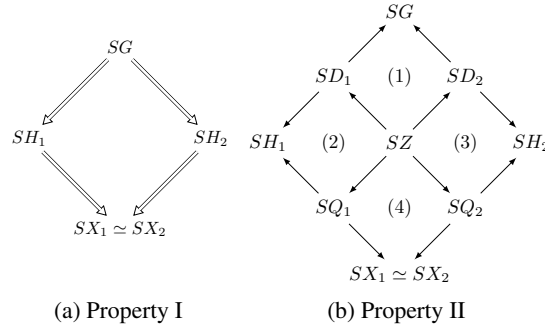 SG
SH₁ SH₂
SX₁ ≃ SX₂
(a) Property I
SG
SD₁ (1) SD₂
SH₁ (2) SZ (3) SH₂
SQ₁ (4) SQ₂
SX₁ ≃ SX₂
(b) Property II